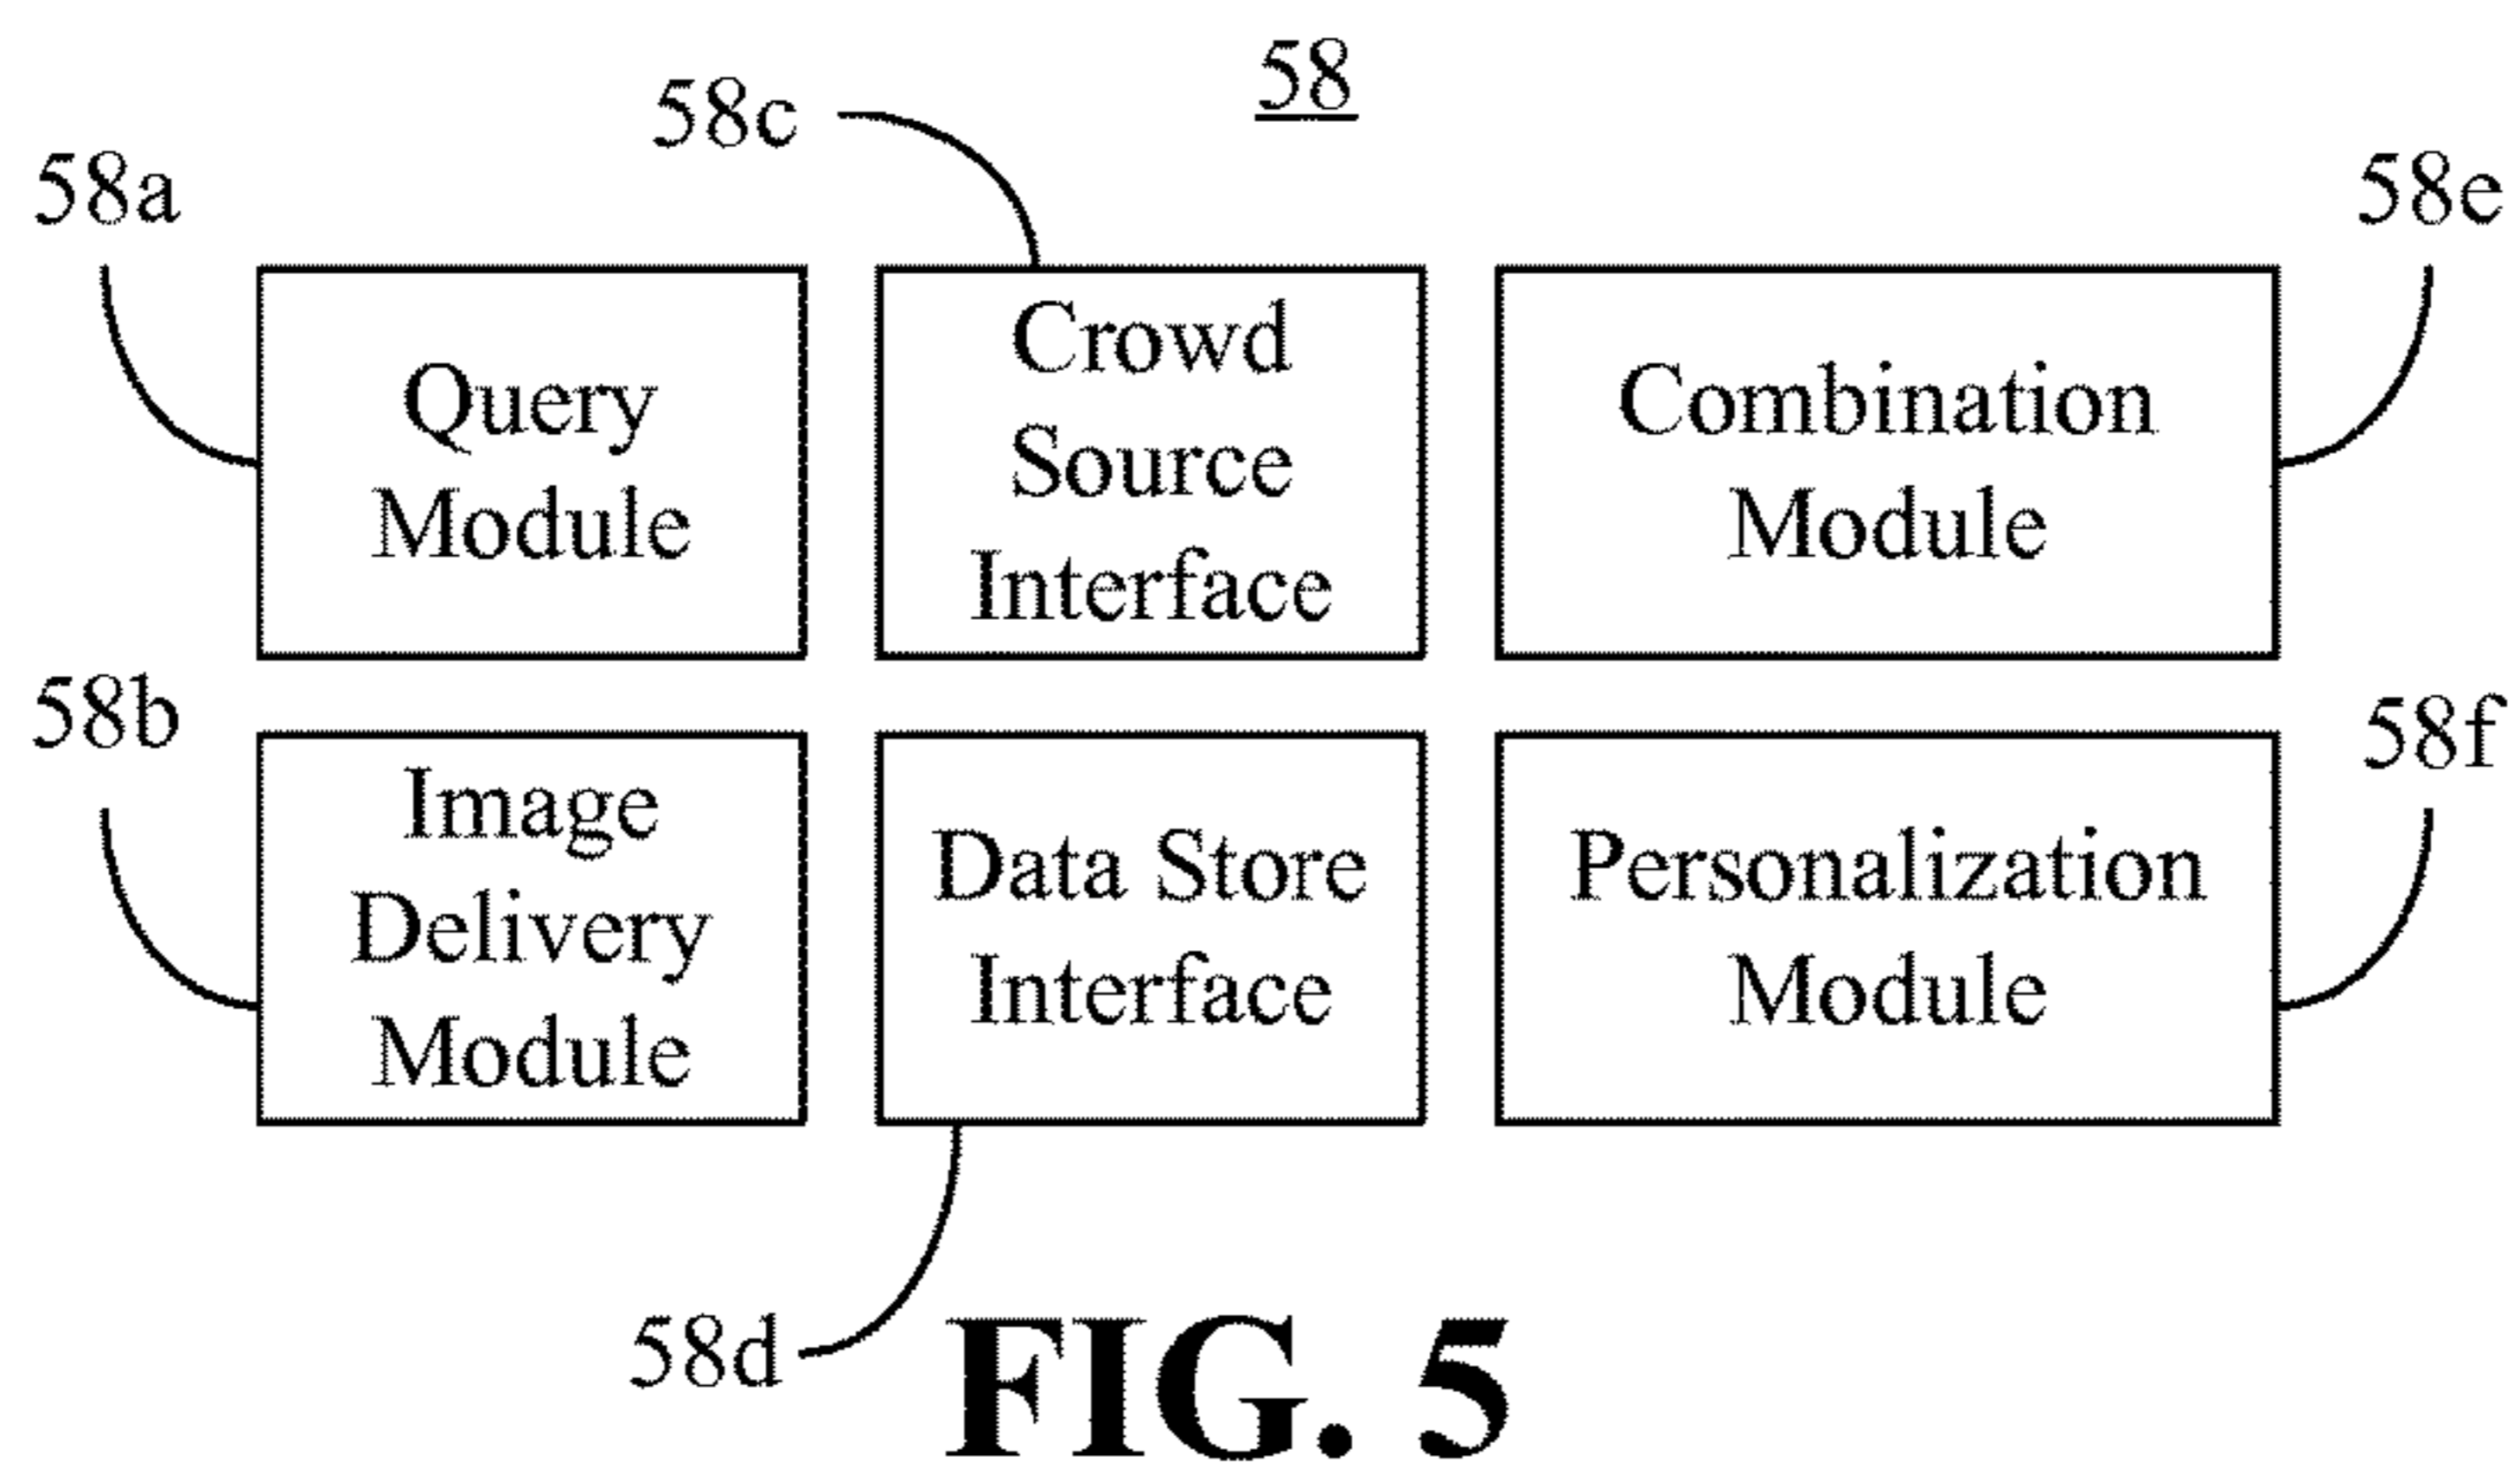 58
58c
58a
58e
Query
Module
Crowd
Source
Interface
Combination
Module
58b
58f
Image
Delivery
Module
Data Store
Interface
Personalization
Module
58d
FIG. 5